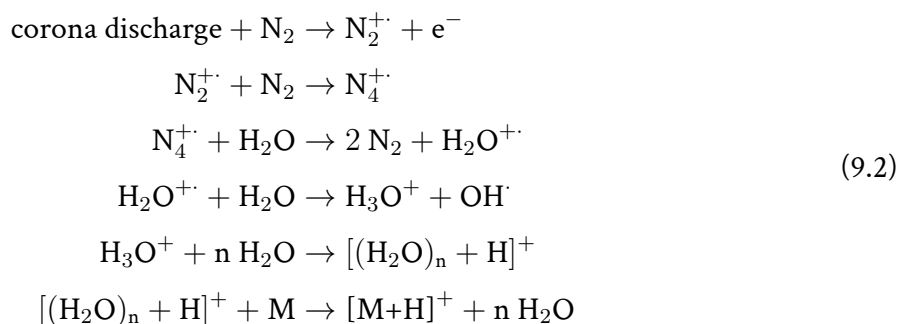 corona discharge + N₂ → N₂⁺· + e⁻
N₂⁺· + N₂ → N₄⁺·
N₄⁺· + H₂O → 2 N₂ + H₂O⁺·
(9.2)
H₂O⁺· + H₂O → H₃O⁺ + OH·
H₃O⁺ + n H₂O → [(H₂O)ₙ + H]⁺
[(H₂O)ₙ + H]⁺ + M → [M+H]⁺ + n H₂O